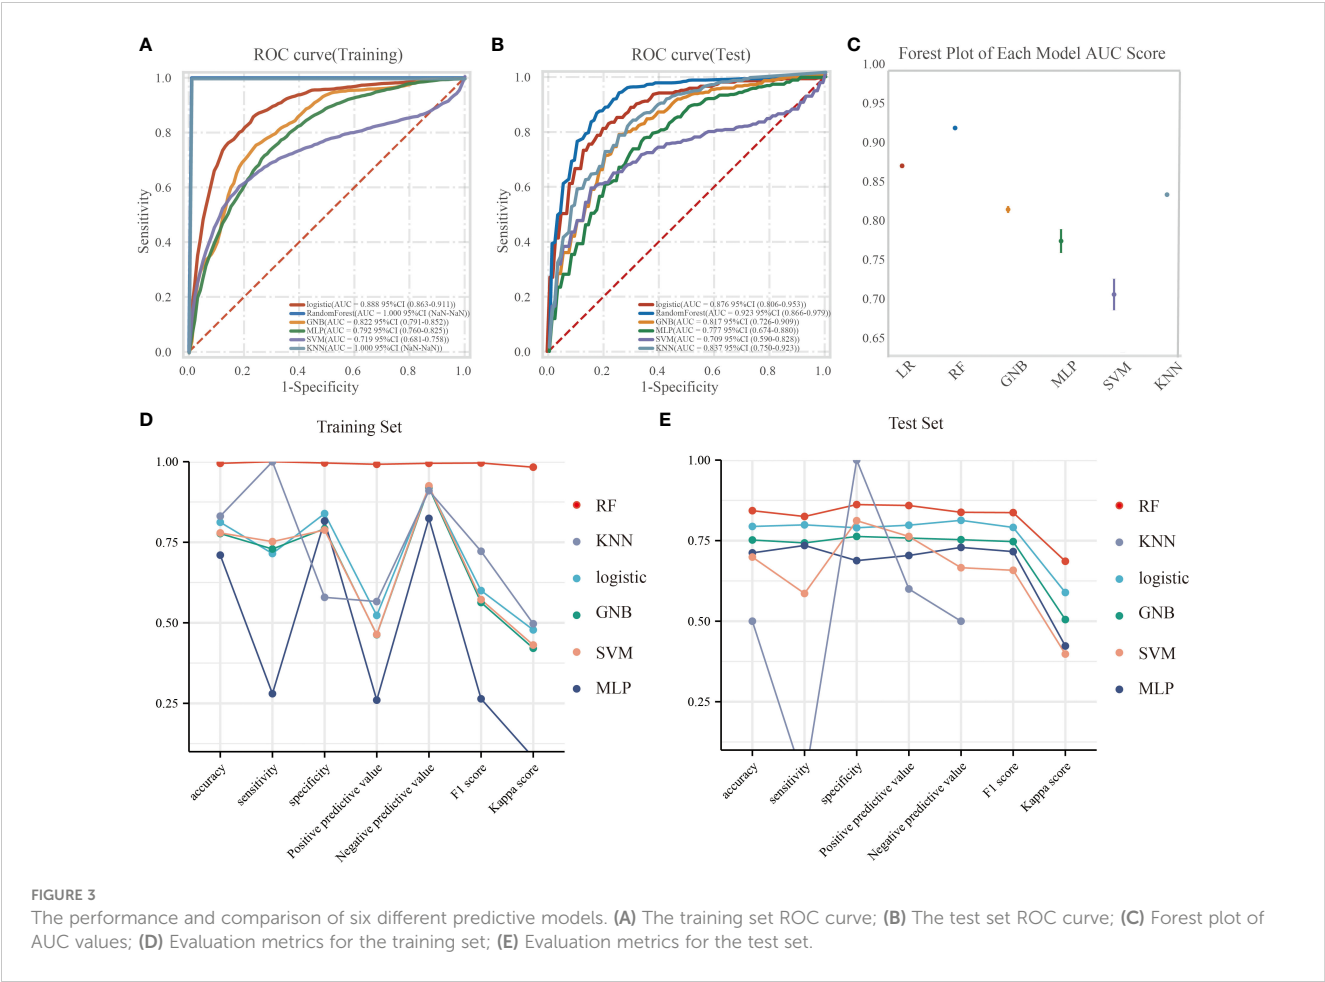 A
ROC curve(Training)
1.0
0.8
0.6
0.4
0.2
0.0
Sensitivity
logistic(AUC = 0.888 95%CI (0.863-0.911))
RandomForest(AUC = 1.000 95%CI (NaN-NaN))
GNB(AUC = 0.822 95%CI (0.791-0.852))
MLP(AUC = 0.792 95%CI (0.760-0.825))
SVM(AUC = 0.719 95%CI (0.681-0.758))
KNN(AUC = 1.000 95%CI (NaN-NaN))
0.0 0.2 0.4 0.6 0.8 1.0
1-Specificity
B
ROC curve(Test)
1.0
0.8
0.6
0.4
0.2
0.0
Sensitivity
logistic(AUC = 0.876 95%CI (0.806-0.953))
RandomForest(AUC = 0.923 95%CI (0.866-0.979))
GNB(AUC = 0.817 95%CI (0.726-0.909))
MLP(AUC = 0.777 95%CI (0.674-0.880))
SVM(AUC = 0.709 95%CI (0.590-0.828))
KNN(AUC = 0.837 95%CI (0.750-0.923))
0.0 0.2 0.4 0.6 0.8 1.0
1-Specificity
C
Forest Plot of Each Model AUC Score
1.00
0.95
0.90
0.85
0.80
0.75
0.70
0.65
LR RF GNB MLP SVM KNN
D
Training Set
1.00
0.75
0.50
0.25
accuracy
sensitivity
specificity
Positive predictive value
Negative predictive value
F1 score
Kappa score
RF
KNN
logistic
GNB
SVM
MLP
E
Test Set
1.00
0.75
0.50
0.25
accuracy
sensitivity
specificity
Positive predictive value
Negative predictive value
F1 score
Kappa score
RF
KNN
logistic
GNB
SVM
MLP
FIGURE 3
The performance and comparison of six different predictive models. (A) The training set ROC curve; (B) The test set ROC curve; (C) Forest plot of
AUC values; (D) Evaluation metrics for the training set; (E) Evaluation metrics for the test set.